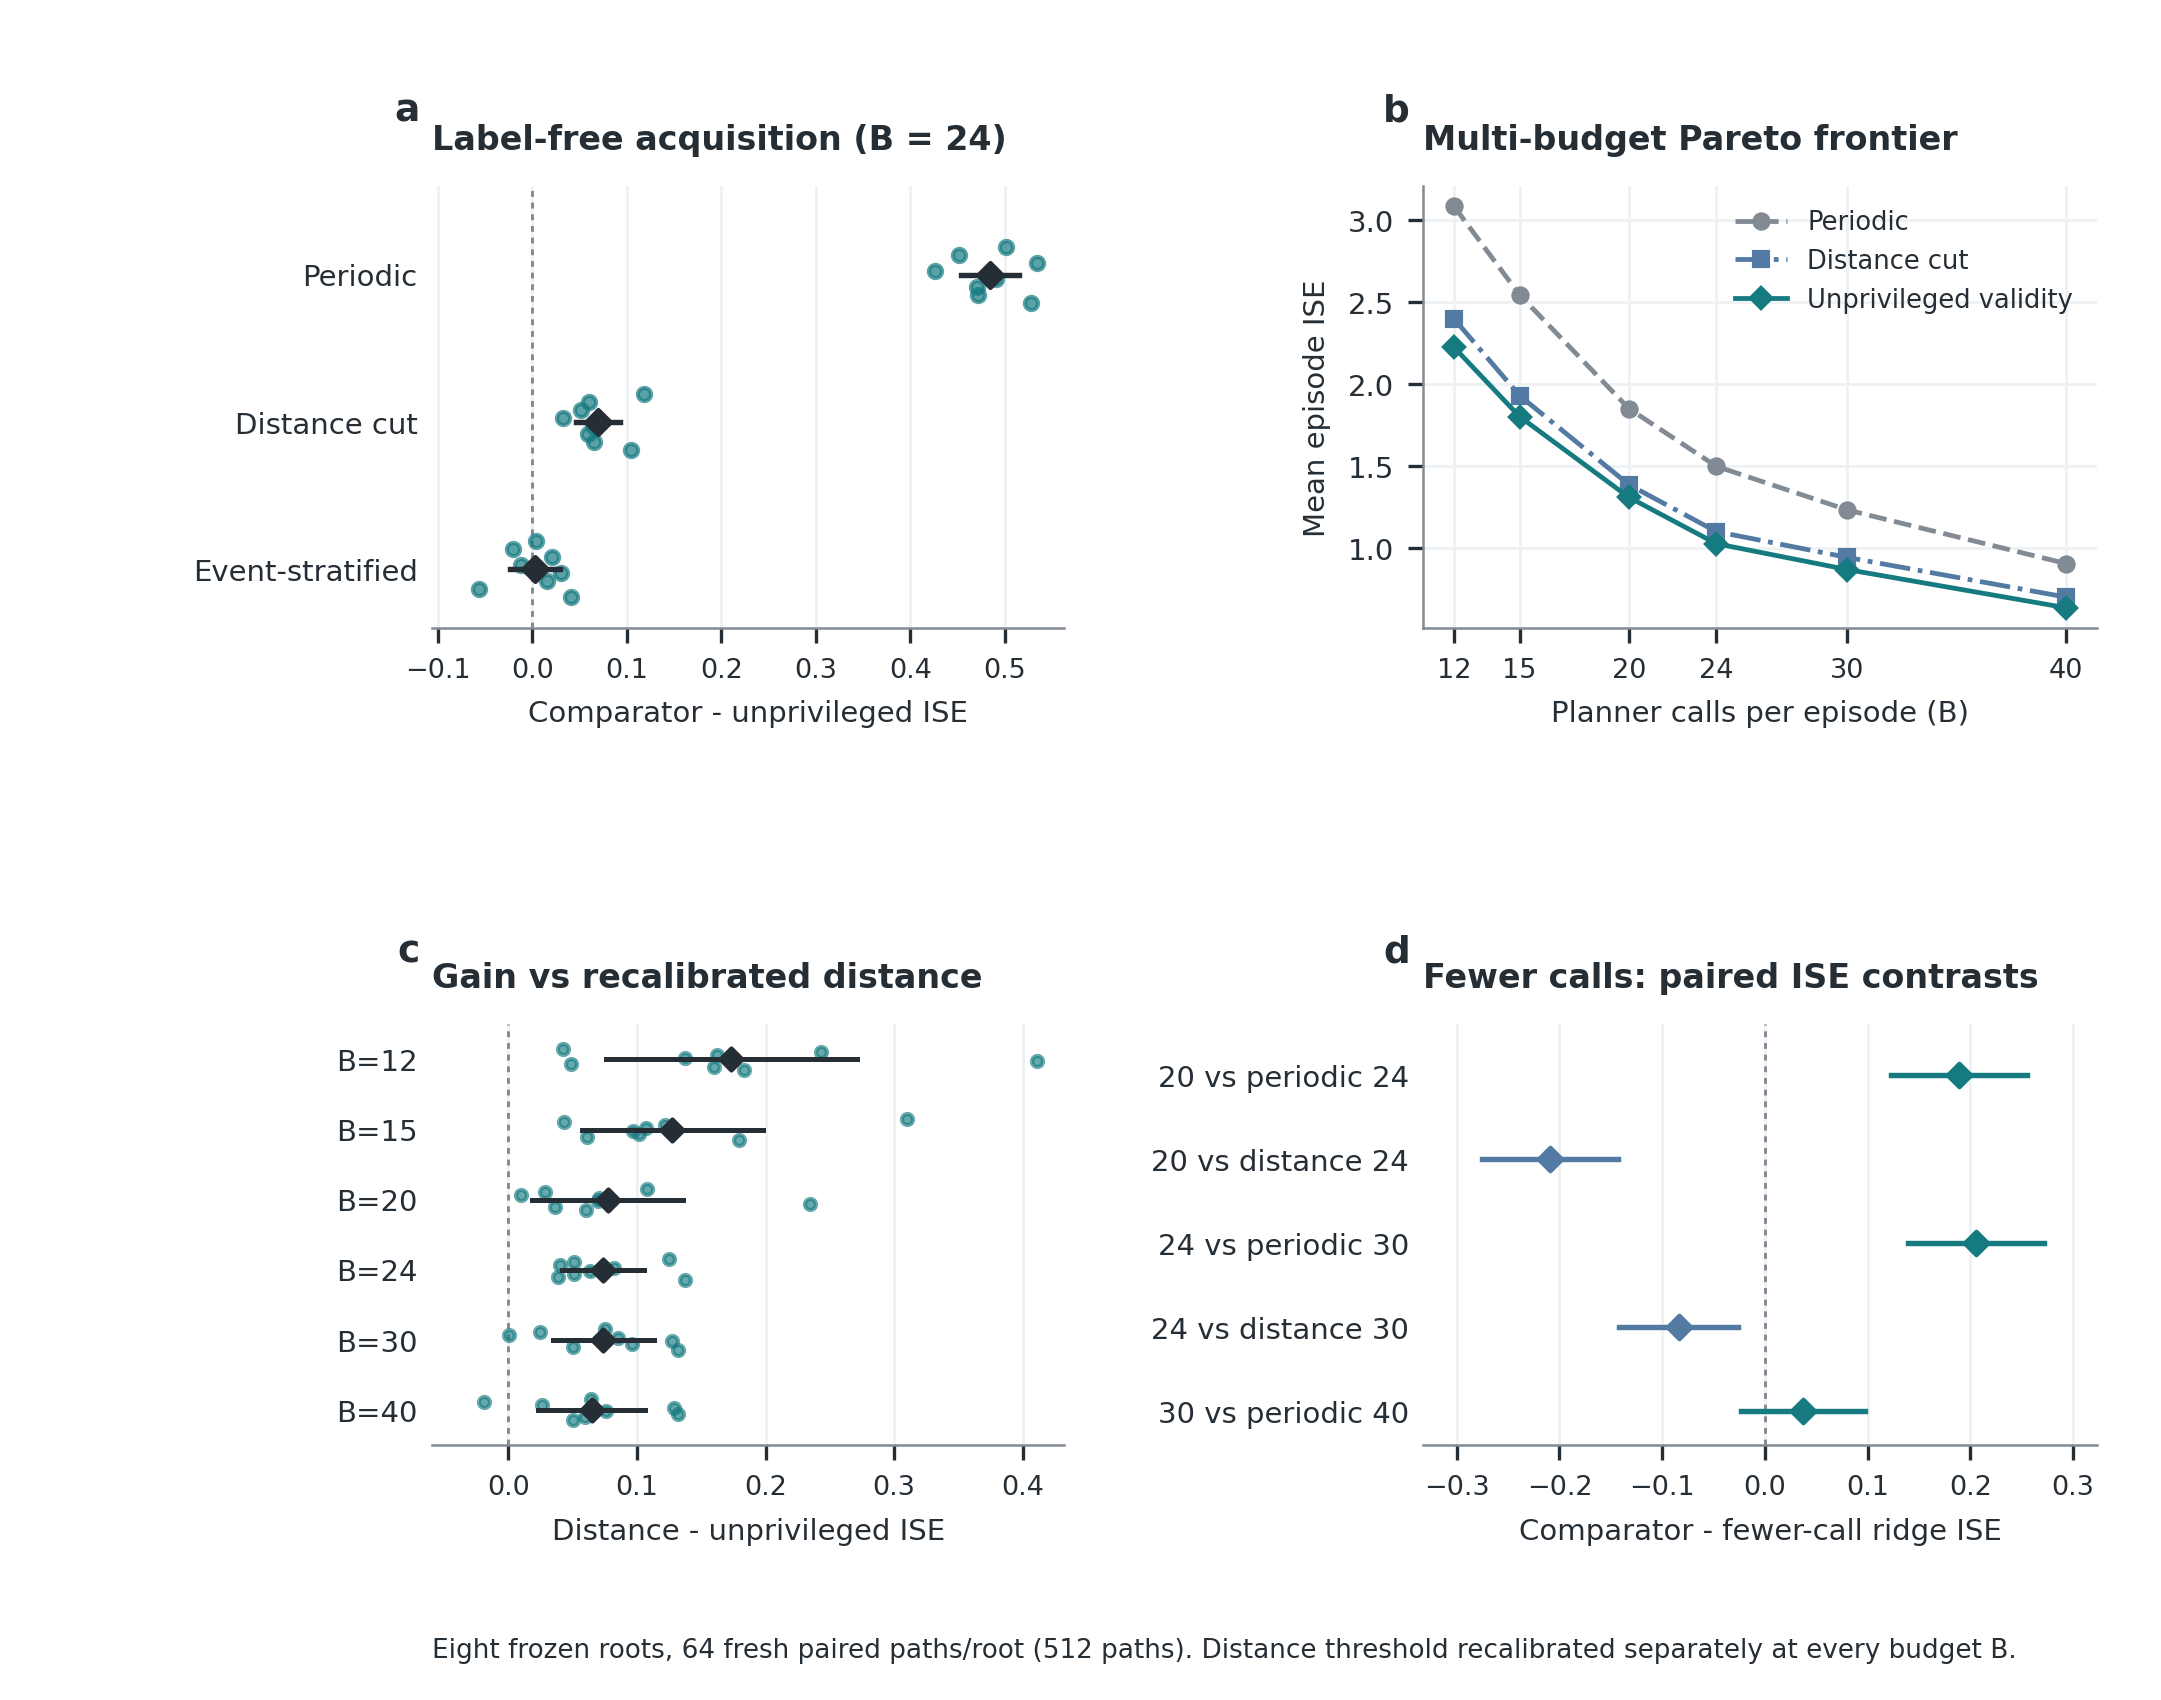 a
Label-free acquisition (B = 24)
Periodic
Distance cut
Event-stratified
−0.1 0.0 0.1 0.2 0.3 0.4 0.5
Comparator - unprivileged ISE
b
Multi-budget Pareto frontier
Mean episode ISE
3.0
2.5
2.0
1.5
1.0
Periodic
Distance cut
Unprivileged validity
12 15 20 24 30 40
Planner calls per episode (B)
c
Gain vs recalibrated distance
B=12
B=15
B=20
B=24
B=30
B=40
0.0 0.1 0.2 0.3 0.4
Distance - unprivileged ISE
d
Fewer calls: paired ISE contrasts
20 vs periodic 24
20 vs distance 24
24 vs periodic 30
24 vs distance 30
30 vs periodic 40
−0.3 −0.2 −0.1 0.0 0.1 0.2 0.3
Comparator - fewer-call ridge ISE
Eight frozen roots, 64 fresh paired paths/root (512 paths). Distance threshold recalibrated separately at every budget B.